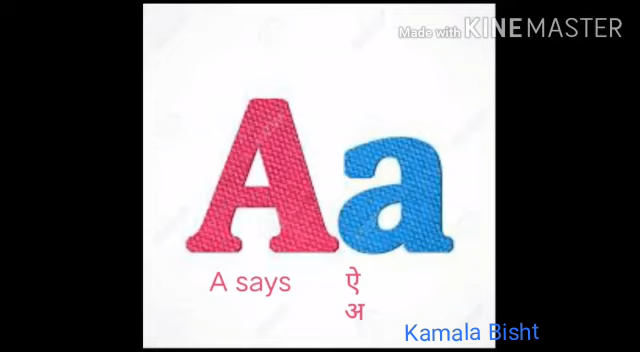 Made with KINEMASTER
Aa
A says ऐ
अ
Kamala Bisht